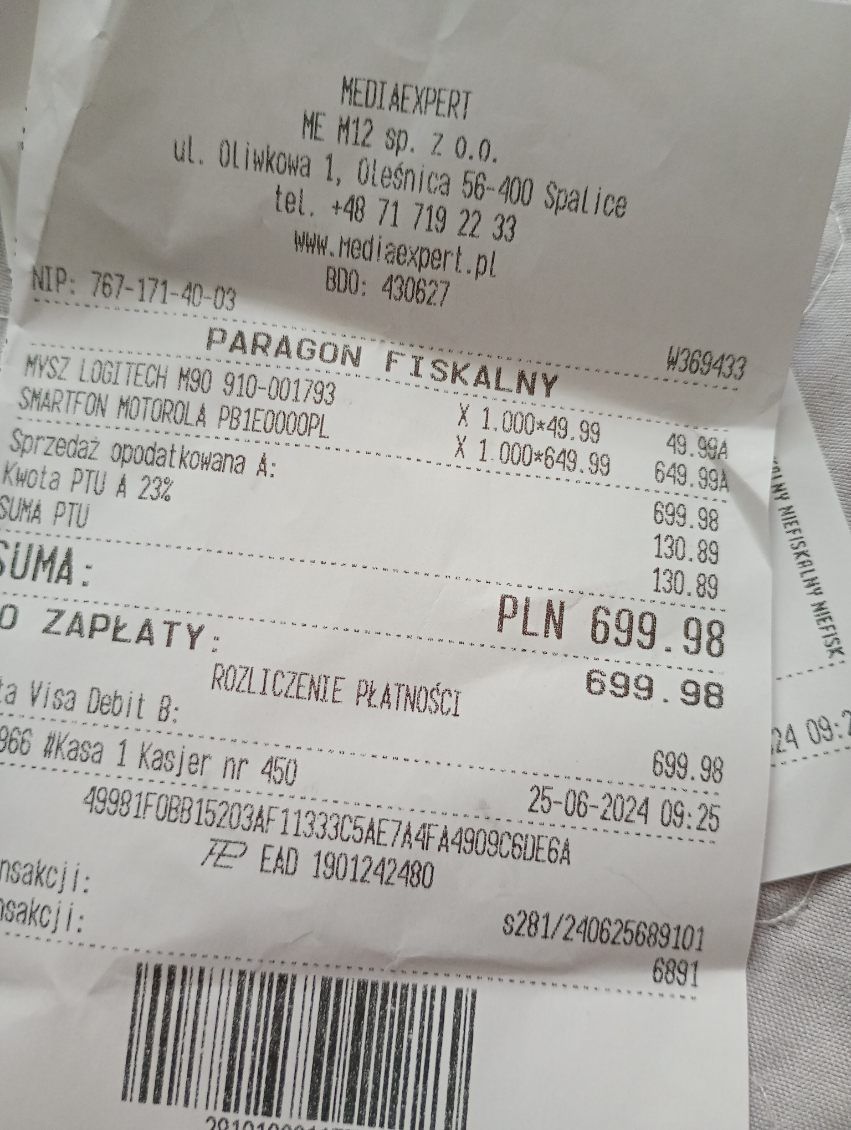 MEDIAEXPERT
ME M12 sp. z o.o.
ul. Oliwkowa 1, Oleśnica 56-400 Spalice
tel. +48 71 719 22 33
www.mediaexpert.pl
BDO: 430627
NIP: 767-171-40-03 W369433
PARAGON FISKALNY
MYSZ LOGITECH M90 910-001793 X 1.000*49.99 49.99A
SMARTFON MOTOROLA PB1E0000PL X 1.000*649.99 649.99A
Sprzedaż opodatkowana A: 699.98
Kwota PTU A 23% 130.89
SUMA PTU 130.89
SUMA: PLN 699.98
O ZAPŁATY: 699.98
ROZLICZENIE PŁATNOŚCI
ta Visa Debit B: 699.98
966 #Kasa 1 Kasjer nr 450 25-06-2024 09:25
49981F0BB15203AF11333C5AE7A4FA4909C6DE6A
EAD 1901242480
nsakcji: s281/240625689101
nsakcji: 6891
NIEFISKALNY NIEFISK
24 09:2